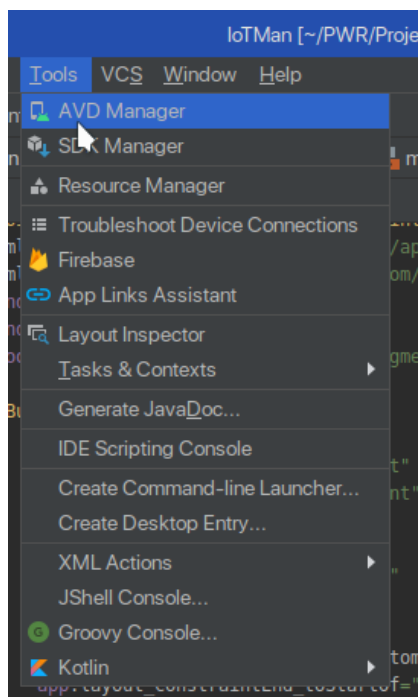 IoTMan [~/PWR/Proje
Tools VCS Window Help
AVD Manager
SDK Manager
Resource Manager
Troubleshoot Device Connections
Firebase
App Links Assistant
Layout Inspector
Tasks & Contexts
Generate JavaDoc...
IDE Scripting Console
Create Command-line Launcher...
Create Desktop Entry...
XML Actions
JShell Console...
Groovy Console...
Kotlin